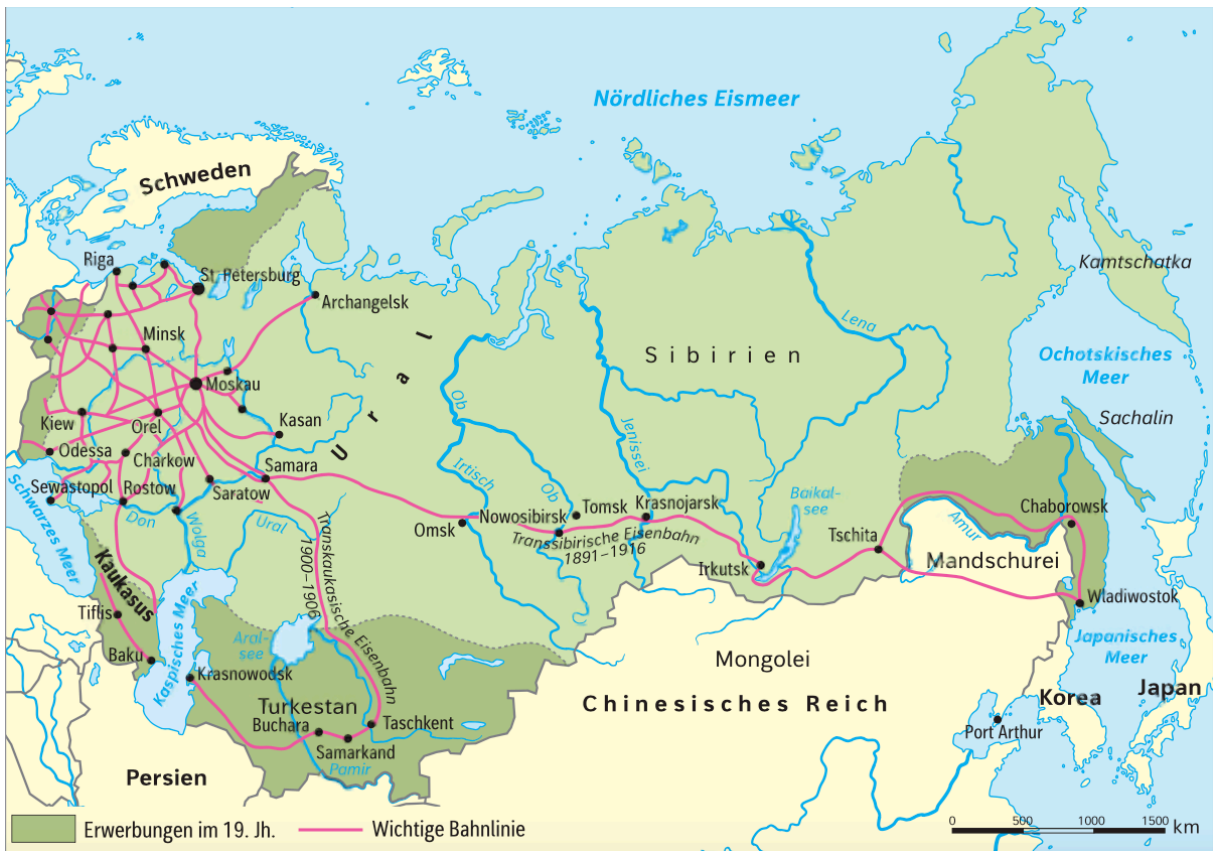 Nördliches Eismeer
Schweden
Riga
St. Petersburg
Archangelsk
Kamtschatka
Minsk
Lena
Sibirien
Ochotskisches
Meer
Ural
Moskau
Ob
Sachalin
Kiew
Orel
Kasan
Jenissei
Odessa
Charkow
Samara
Irtisch
Ob
Sewastopol
Rostow
Saratow
Schwarzes Meer
Don
Wolga
Ural
Omsk
Nowosibirsk
Tomsk
Krasnojarsk
Baikal-
see
Chaborowsk
Transsibirische Eisenbahn
1891–1916
Tschita
Amur
Mandschurei
Irkutsk
Transkaukasische Eisenbahn
1900–1906
Kaukasus
Wladiwostok
Tiflis
Kaspisches Meer
Aral-
see
Japanisches
Meer
Baku
Krasnowodsk
Mongolei
Chinesisches Reich
Korea
Japan
Turkestan
Buchara
Taschkent
Samarkand
Port Arthur
Pamir
Persien
Erwerbungen im 19. Jh.
Wichtige Bahnlinie
0 500 1000 1500 km